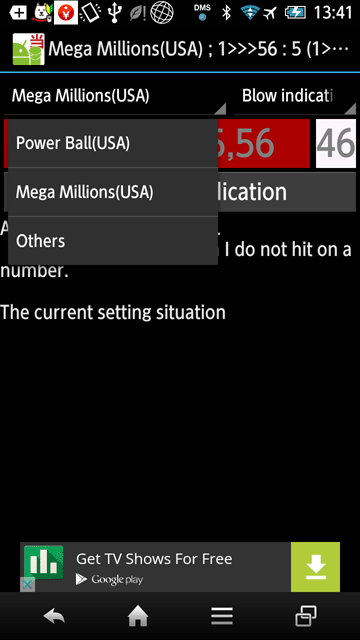 DMS
13:41
Mega Millions(USA) ; 1>>>56 : 5 (1>···
Mega Millions(USA)
Blow indicati
Power Ball(USA)
Mega Millions(USA)
Others
5,56
46
lication
A
I do not hit on a
number.
The current setting situation
Get TV Shows For Free
Google play